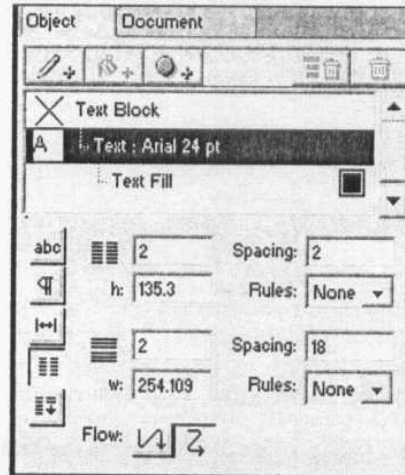 Object Document
Text Block
A Text : Arial 24 pt
Text Fill
abc 2 Spacing: 2
¶ h: 135.3 Rules: None
2 Spacing: 18
w: 254.109 Rules: None
Flow: